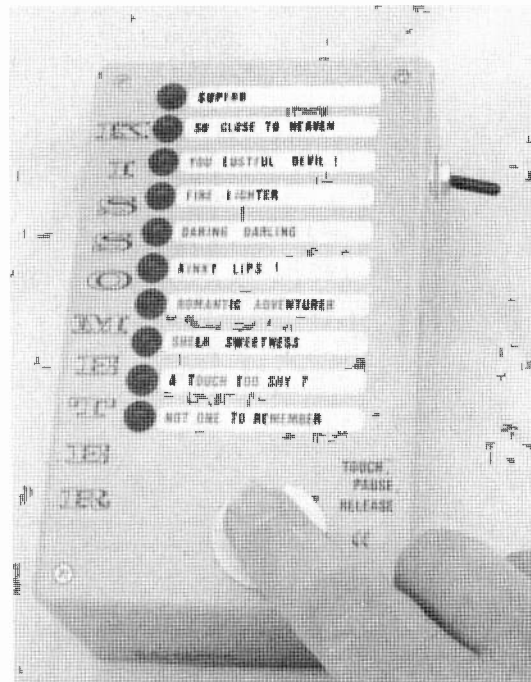 KISSOMETER
SUPERB
SO CLOSE TO HEAVEN
YOU LUSTFUL DEVIL !
FIRE LIGHTER
DARING DARLING
KINKY LIPS !
ROMANTIC ADVENTURER
SHEER SWEETNESS
A TOUCH TOO SHY ?
NOT ONE TO REMEMBER
TOUCH,
PAUSE,
RELEASE